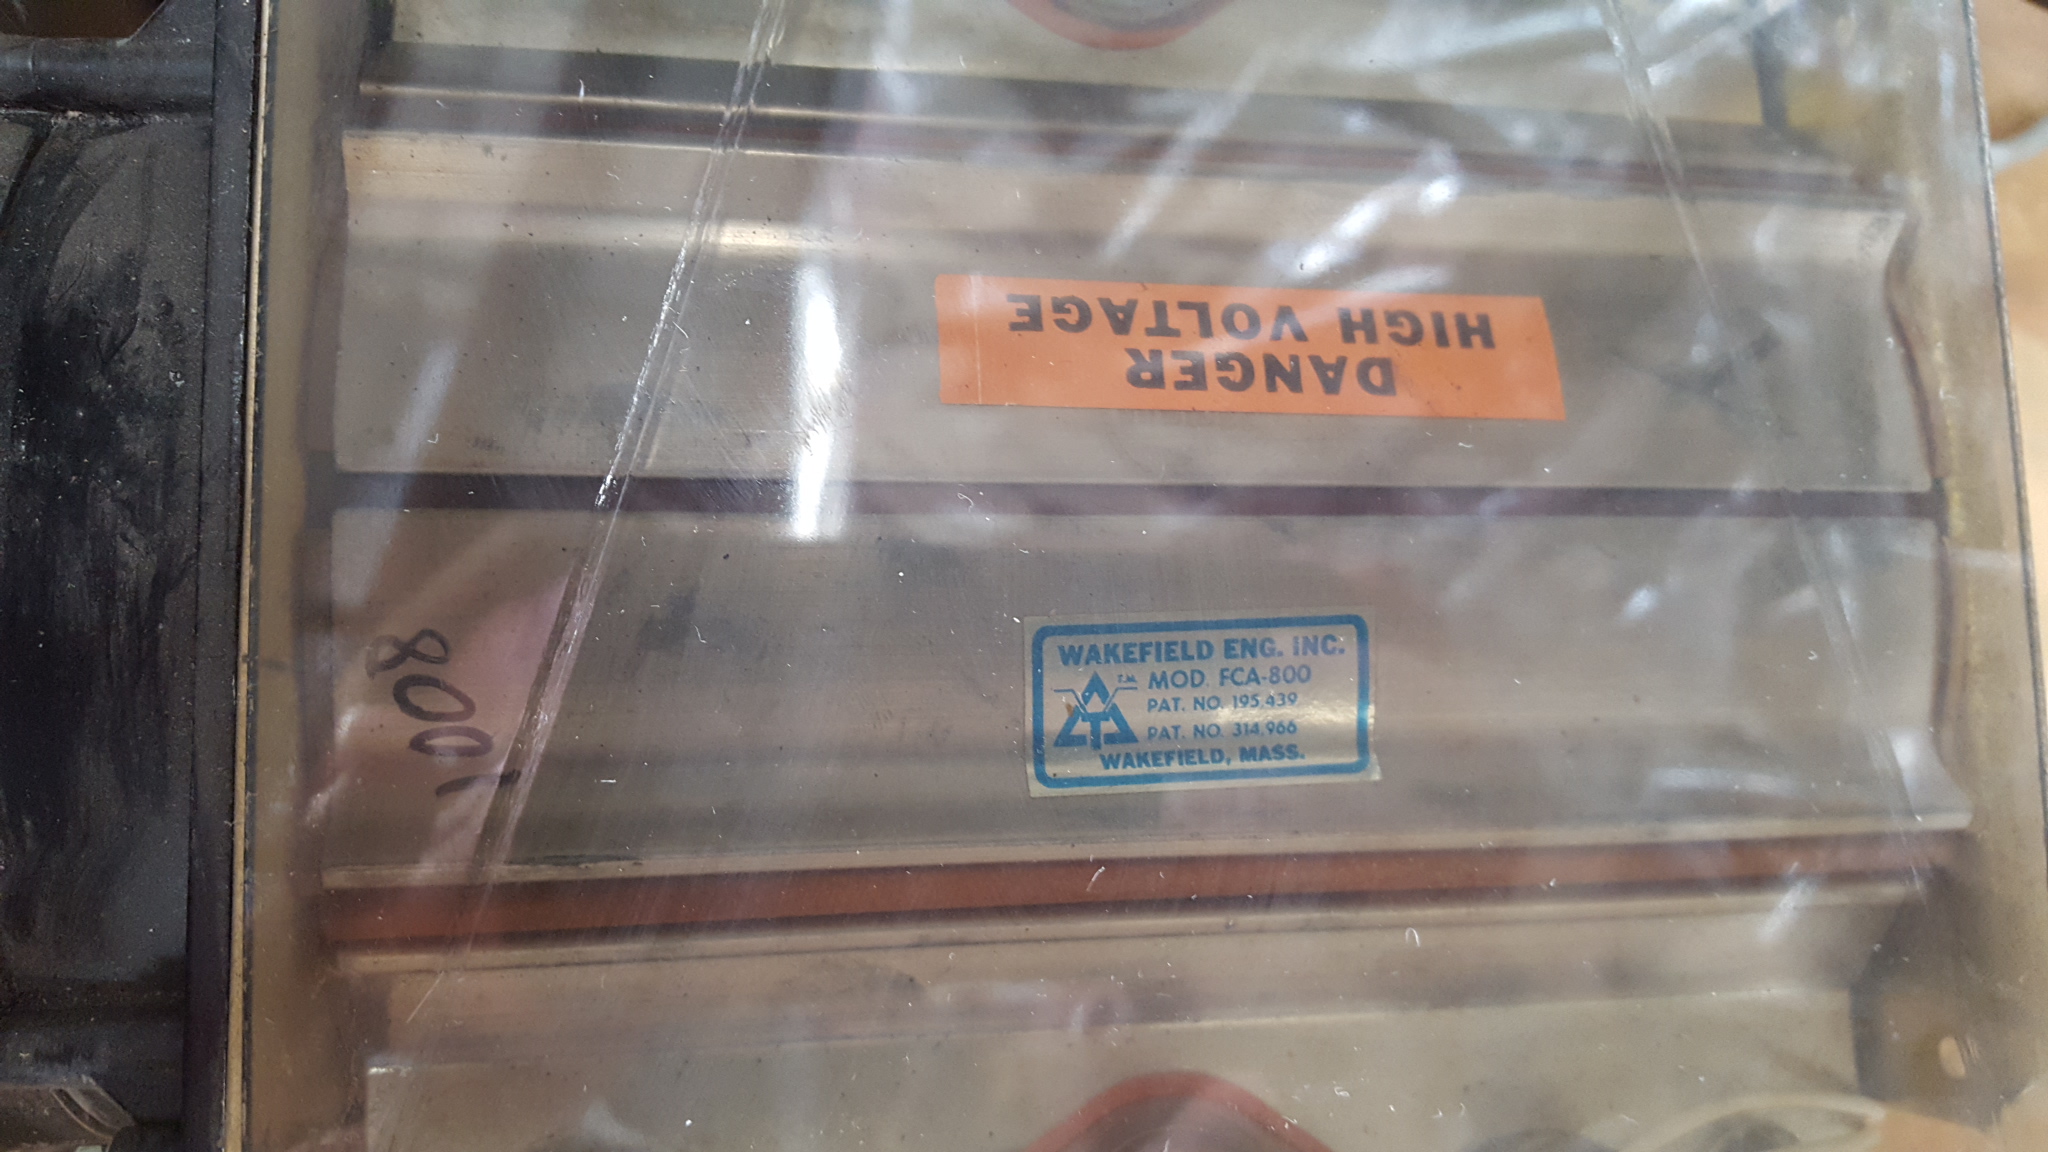 DANGER
HIGH VOLTAGE
WAKEFIELD ENG. INC.
T.M. MOD. FCA-800
PAT. NO. 195,439
PAT. NO. 314,966
WAKEFIELD, MASS.